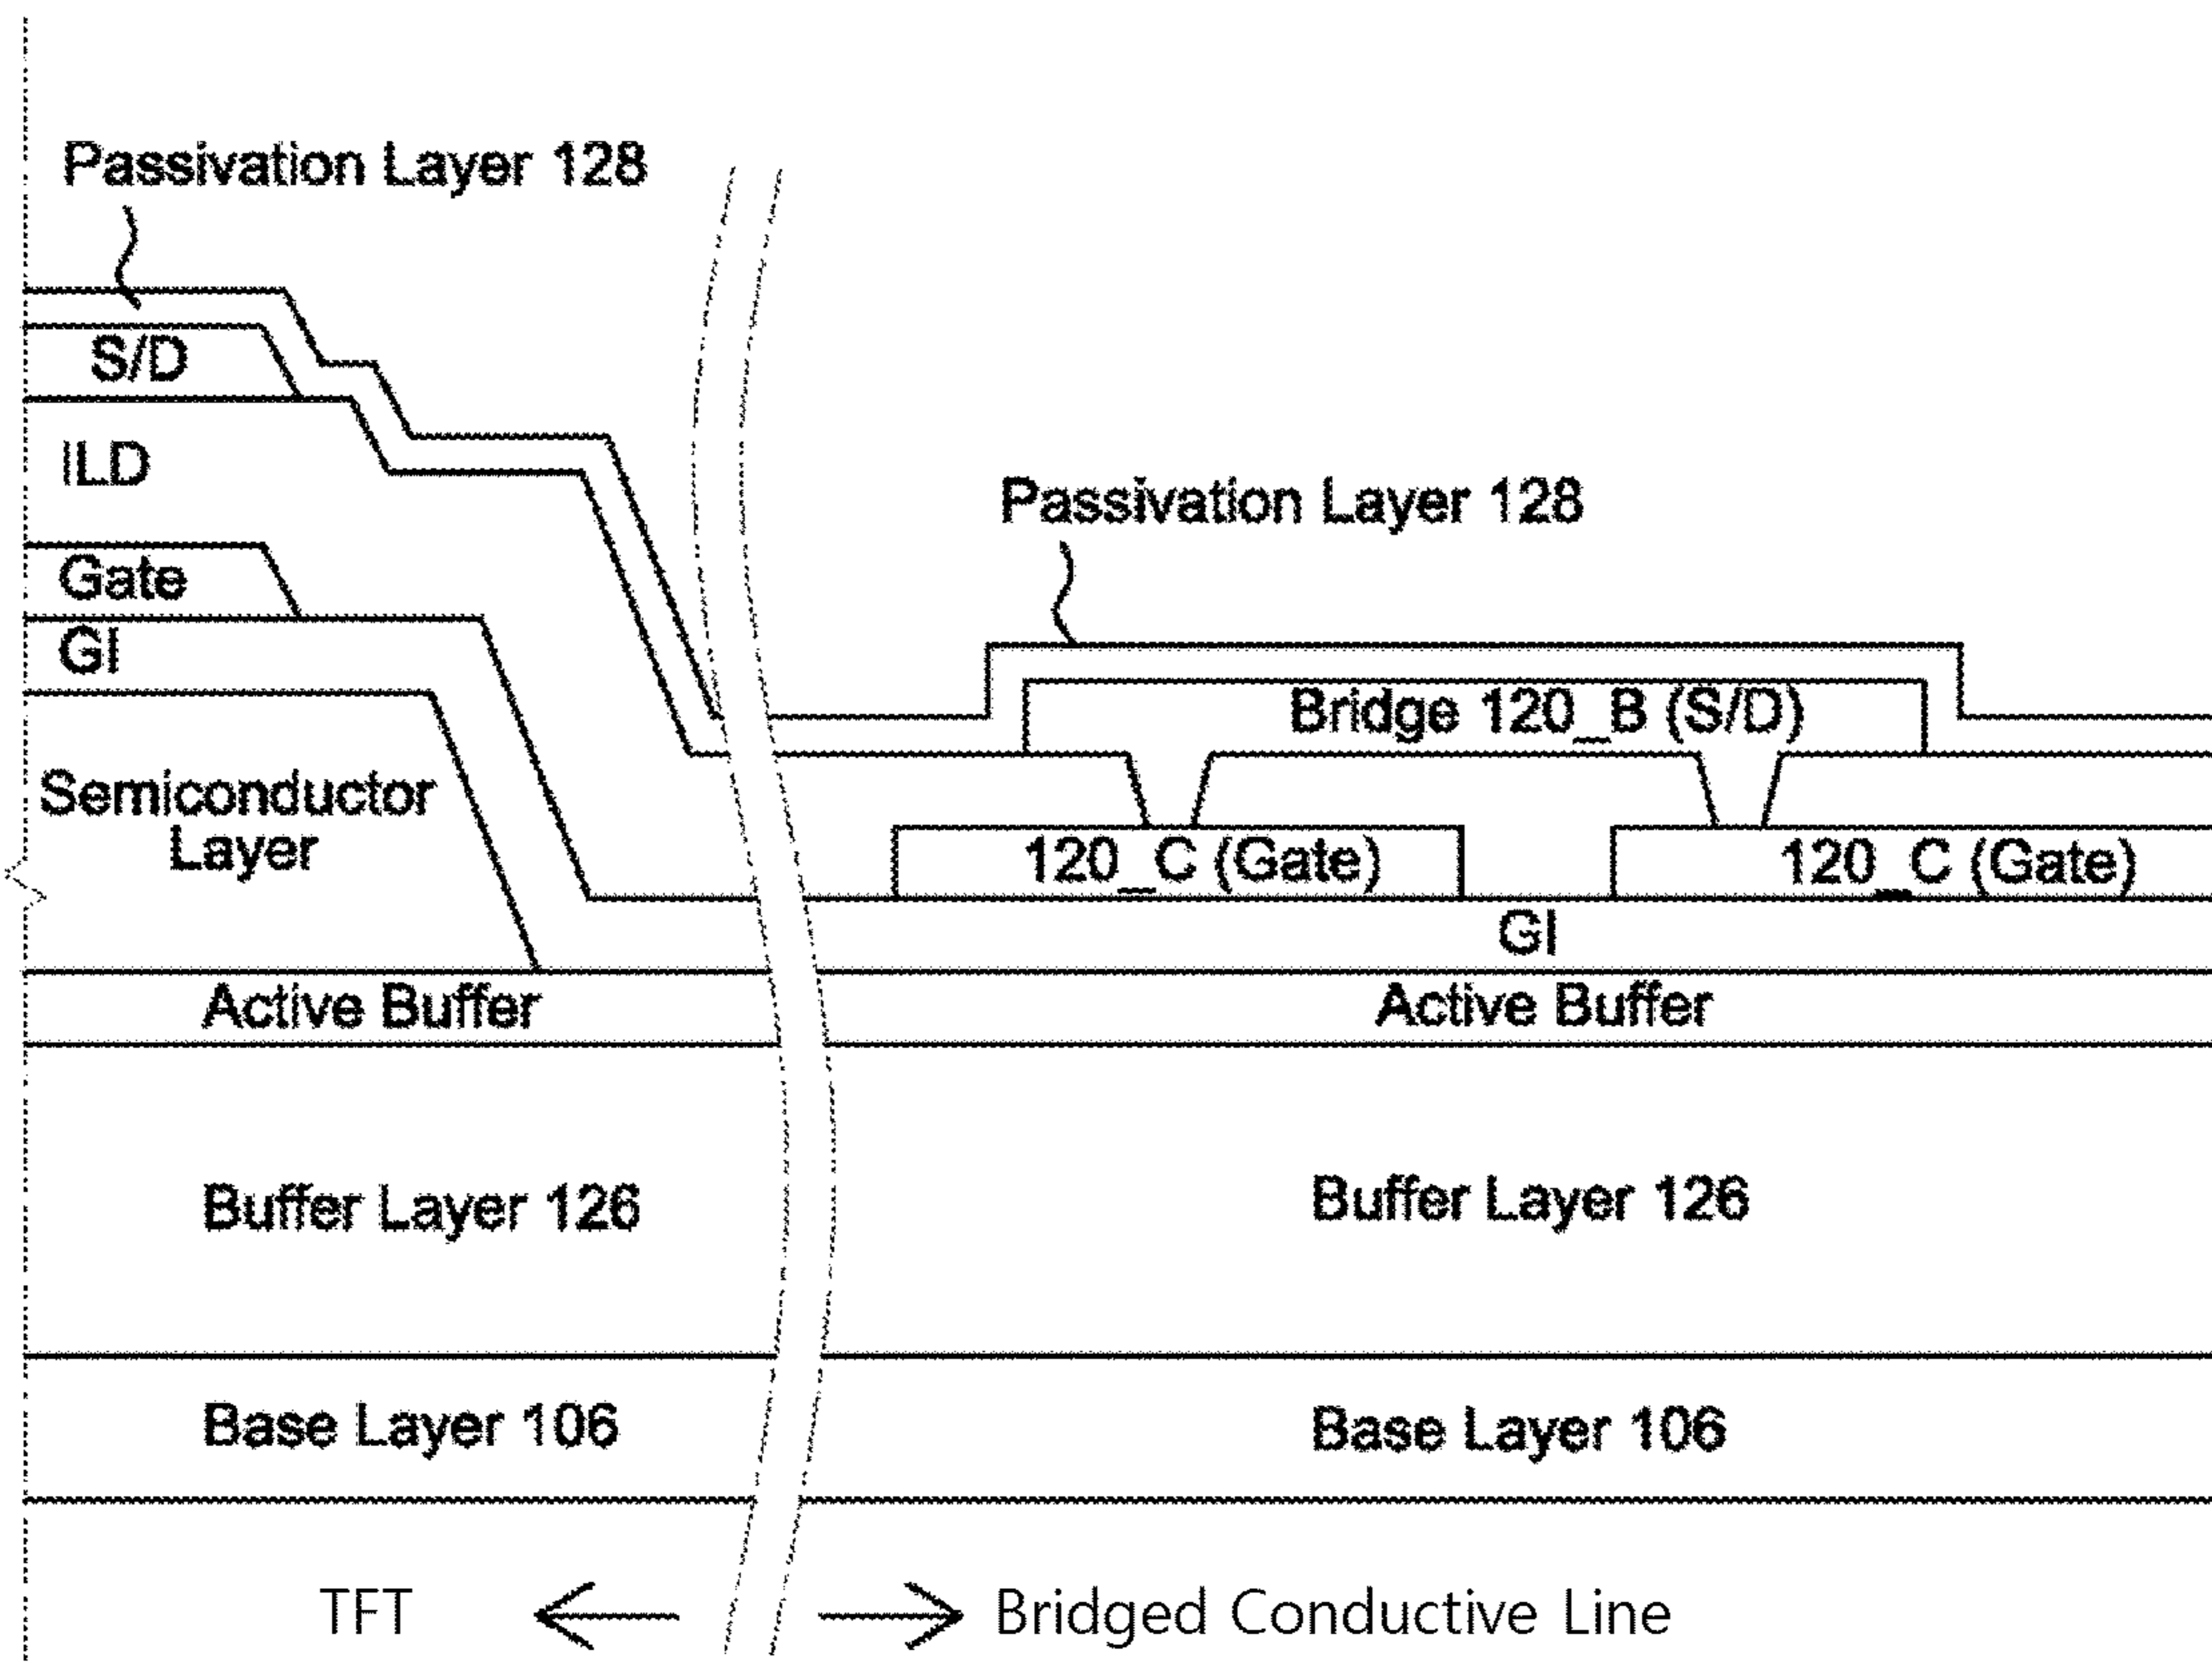 Passivation Layer 128
S/D
ILD
Gate
GI
Semiconductor
Layer
Active Buffer
Buffer Layer 126
Base Layer 106
TFT
Passivation Layer 128
Bridge 120_B (S/D)
120_C (Gate)
120_C (Gate)
GI
Active Buffer
Buffer Layer 126
Base Layer 106
Bridged Conductive Line